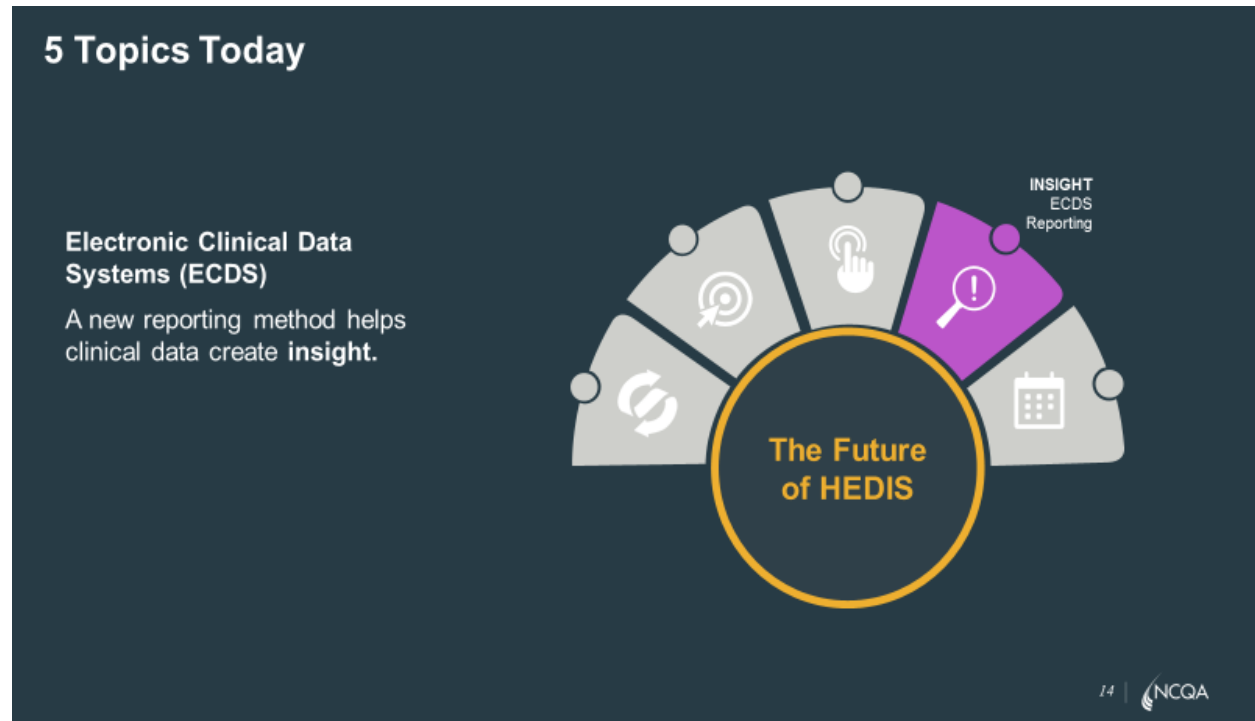 5 Topics Today
Electronic Clinical Data
Systems (ECDS)
A new reporting method helps
clinical data create insight.
INSIGHT
ECDS
Reporting
The Future
of HEDIS
14 | NCQA